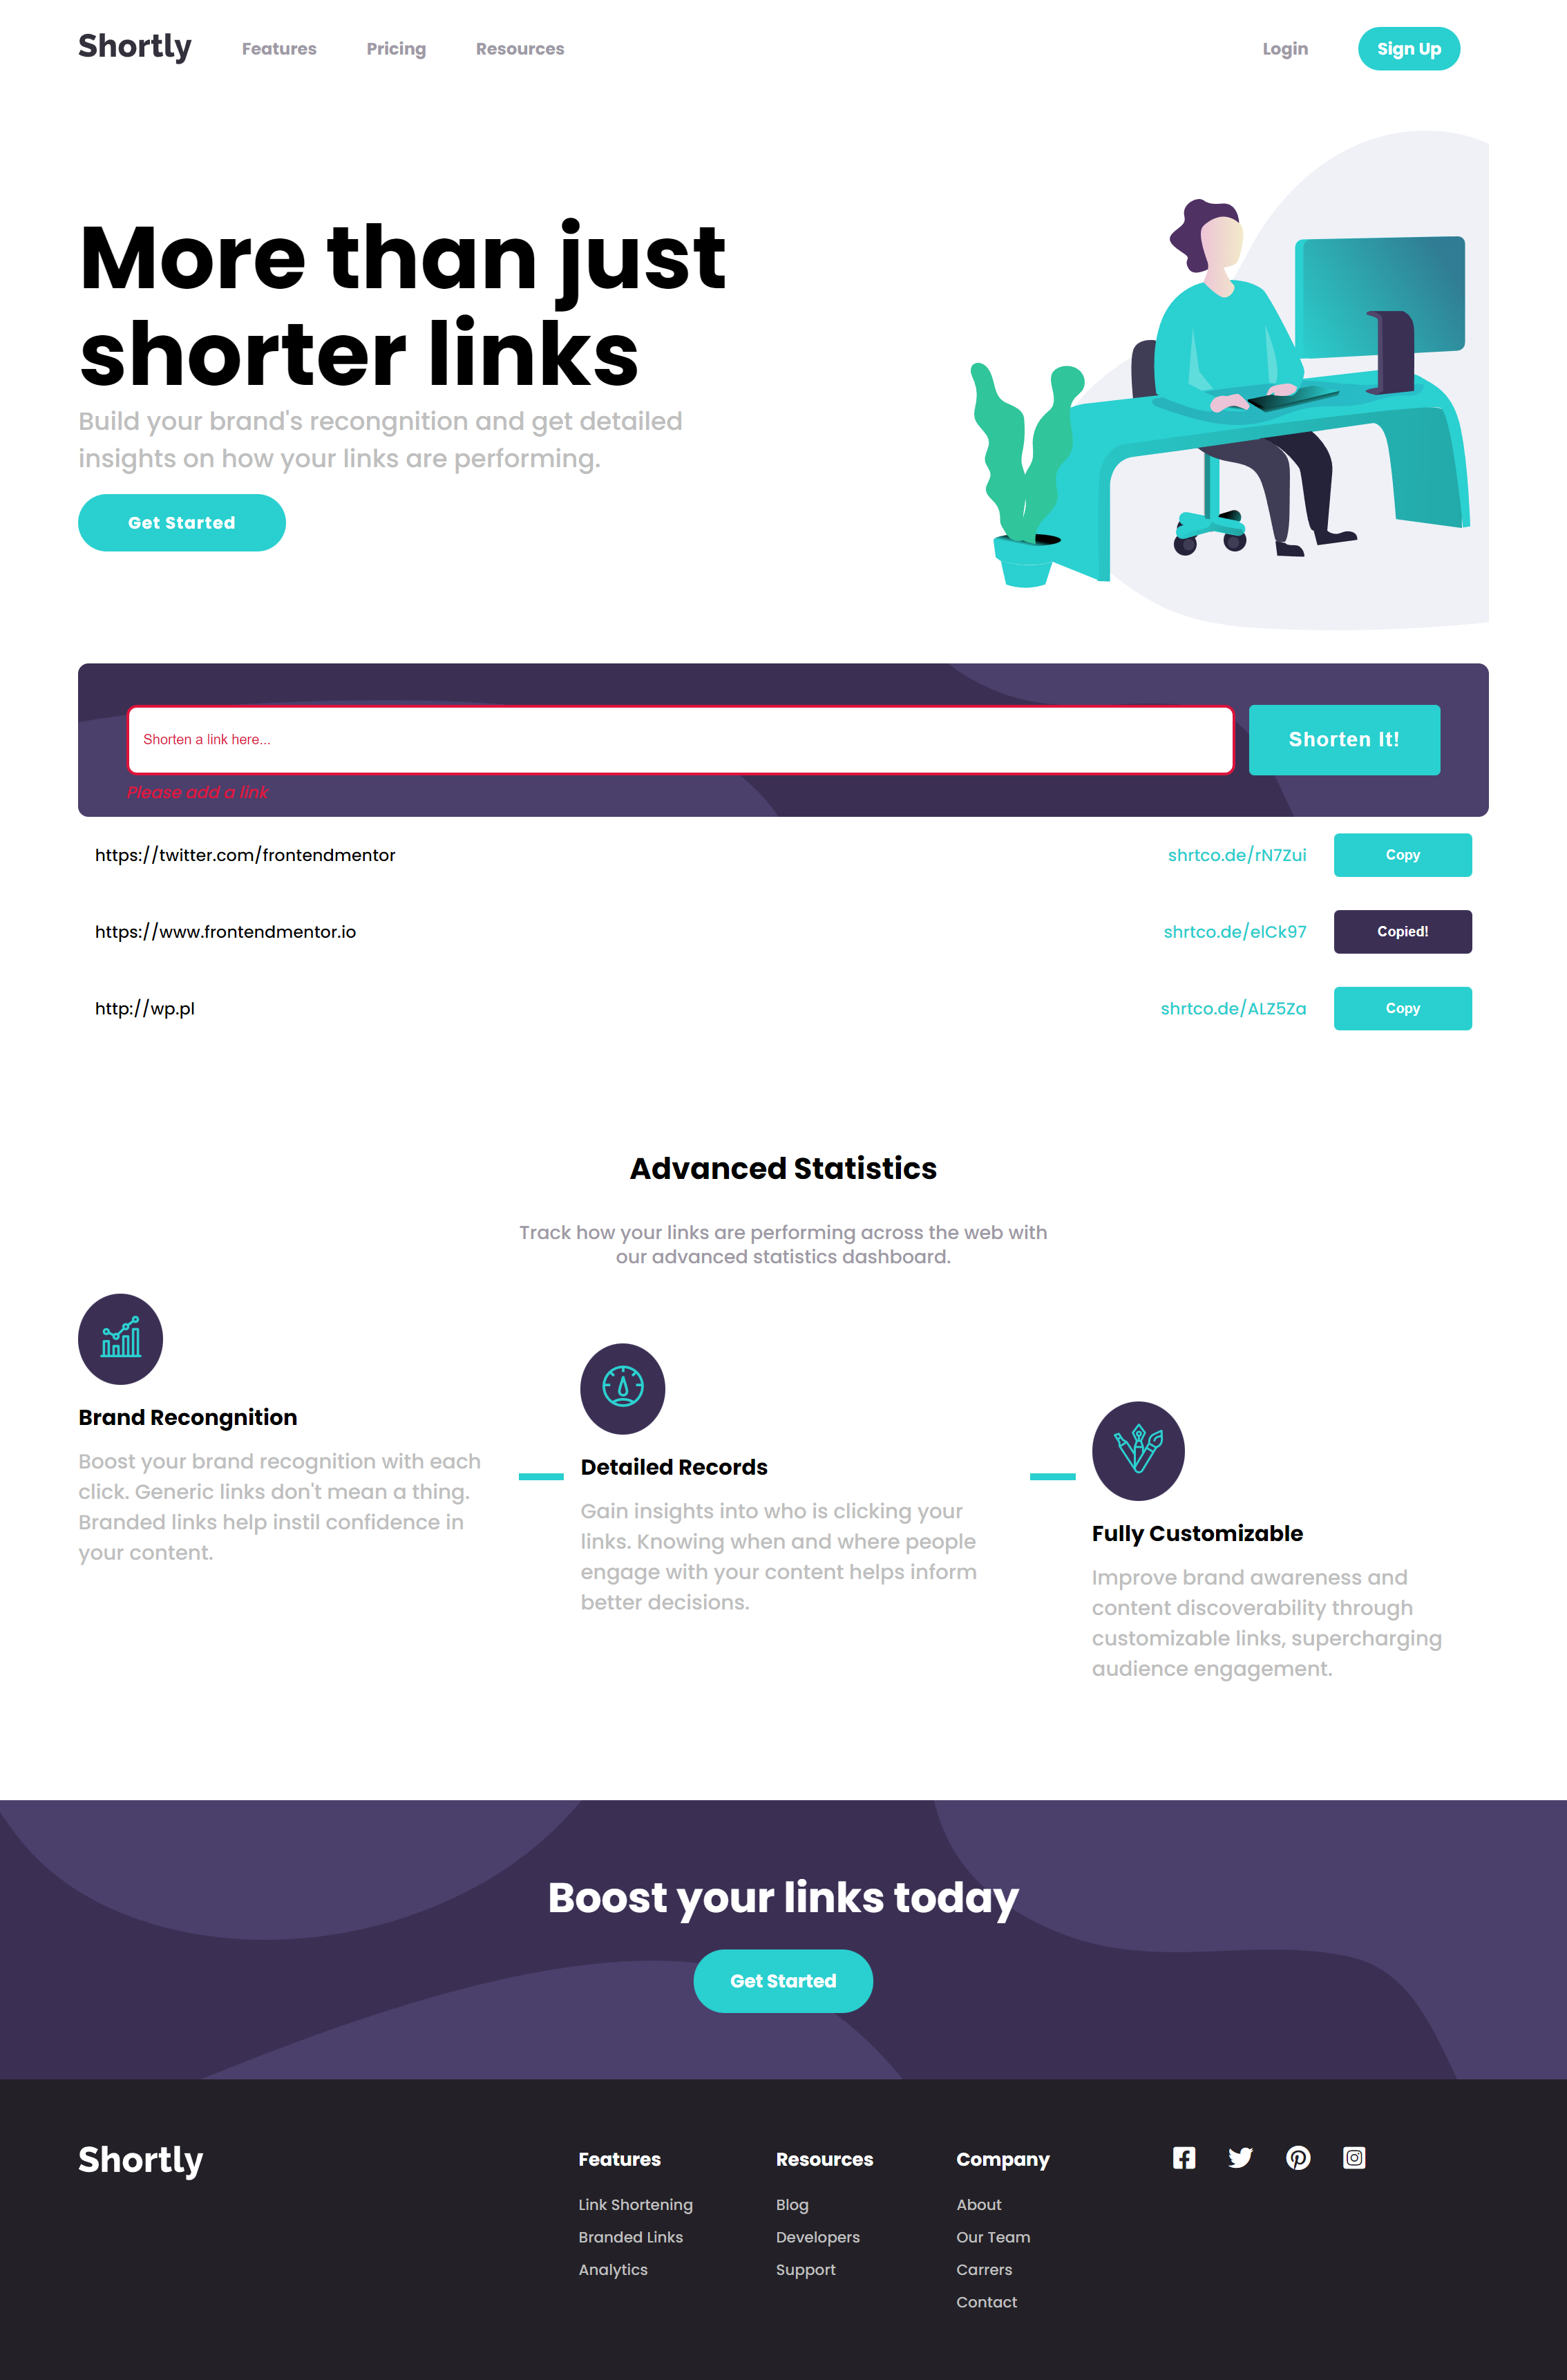 Shortly
Features
Pricing
Resources
Login
Sign Up
More than just
shorter links
Build your brand's recongnition and get detailed
insights on how your links are performing.
Get Started
Shorten a link here...
Shorten It!
Please add a link
https://twitter.com/frontendmentor
shrtco.de/rN7Zui
Copy
https://www.frontendmentor.io
shrtco.de/elCk97
Copied!
http://wp.pl
shrtco.de/ALZ5Za
Copy
Advanced Statistics
Track how your links are performing across the web with
our advanced statistics dashboard.
Brand Recongnition
Boost your brand recognition with each
click. Generic links don't mean a thing.
Branded links help instil confidence in
your content.
Detailed Records
Gain insights into who is clicking your
links. Knowing when and where people
engage with your content helps inform
better decisions.
Fully Customizable
Improve brand awareness and
content discoverability through
customizable links, supercharging
audience engagement.
Boost your links today
Get Started
Shortly
Features
Link Shortening
Branded Links
Analytics
Resources
Blog
Developers
Support
Company
About
Our Team
Carrers
Contact